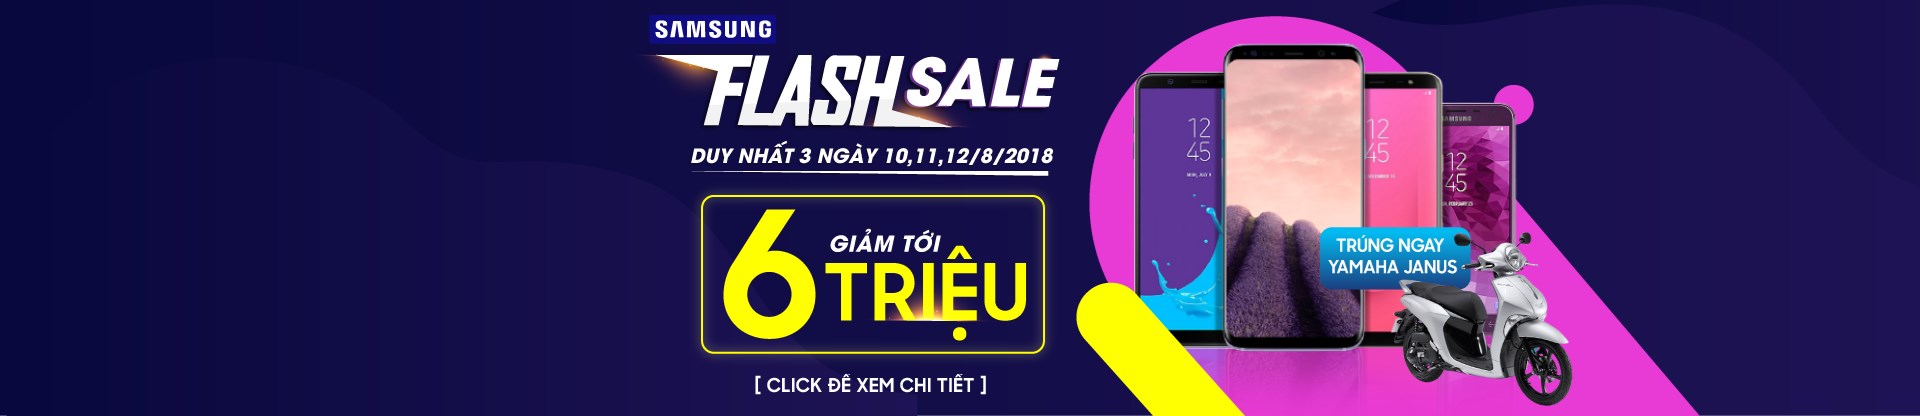 SAMSUNG
FLASH SALE
DUY NHẤT 3 NGÀY 10,11,12/8/2018
6 GIẢM TỚI
TRIỆU
[ CLICK ĐỂ XEM CHI TIẾT ]
12
45
12
45
SAMSUNG
12
45
TRÚNG NGAY
YAMAHA JANUS